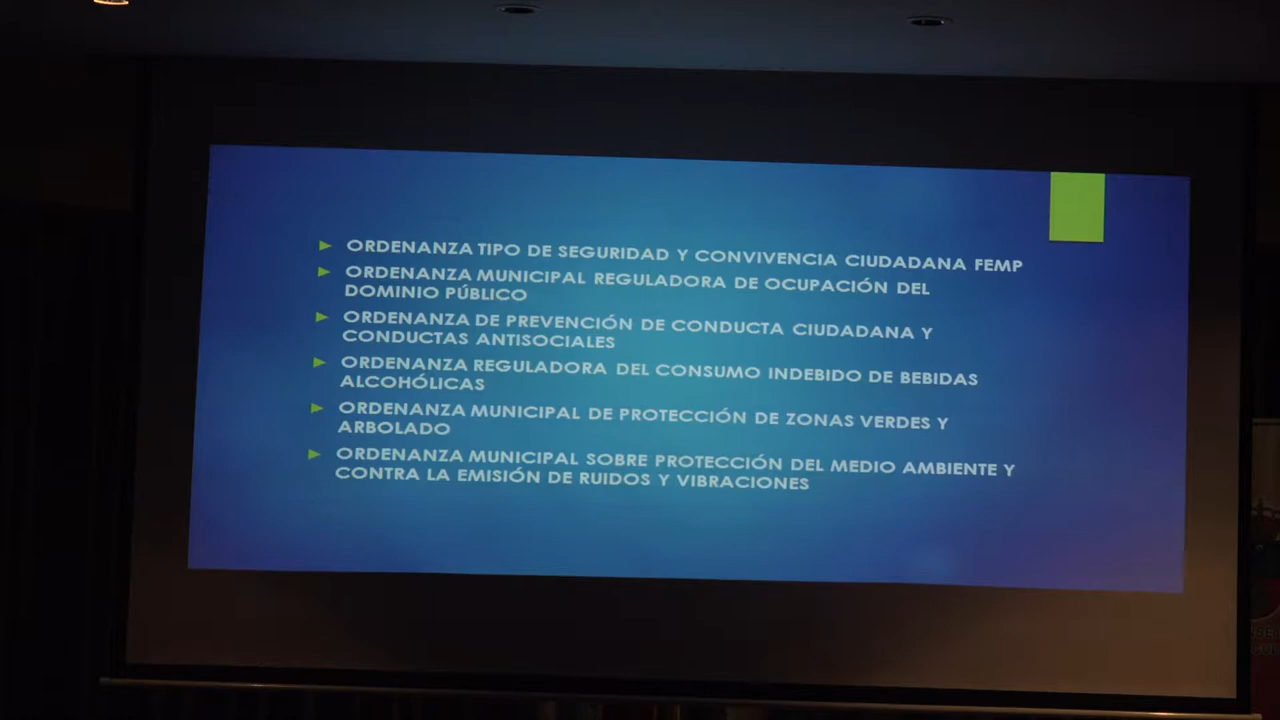 ORDENANZA TIPO DE SEGURIDAD Y CONVIVENCIA CIUDADANA FEMP
ORDENANZA MUNICIPAL REGULADORA DE OCUPACIÓN DEL
DOMINIO PÚBLICO
ORDENANZA DE PREVENCIÓN DE CONDUCTA CIUDADANA Y
CONDUCTAS ANTISOCIALES
ORDENANZA REGULADORA DEL CONSUMO INDEBIDO DE BEBIDAS
ALCOHÓLICAS
ORDENANZA MUNICIPAL DE PROTECCIÓN DE ZONAS VERDES Y
ARBOLADO
ORDENANZA MUNICIPAL SOBRE PROTECCIÓN DEL MEDIO AMBIENTE Y
CONTRA LA EMISIÓN DE RUIDOS Y VIBRACIONES